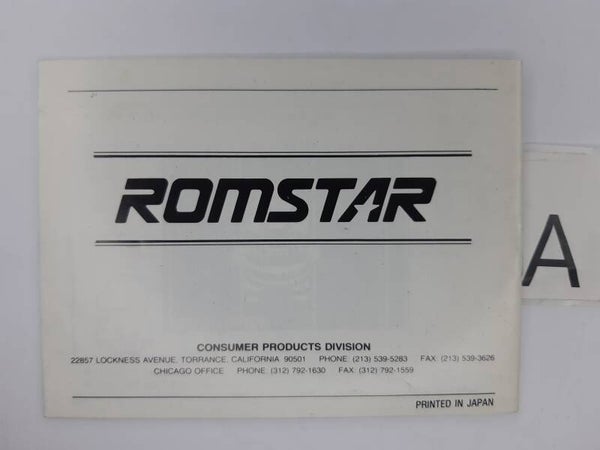 ROMSTAR
A
CONSUMER PRODUCTS DIVISION
22857 LOCKNESS AVENUE, TORRANCE, CALIFORNIA 90501 PHONE: (213) 539-5283 FAX: (213) 539-3626
CHICAGO OFFICE PHONE: (312) 792-1630 FAX: (312) 792-1559
PRINTED IN JAPAN